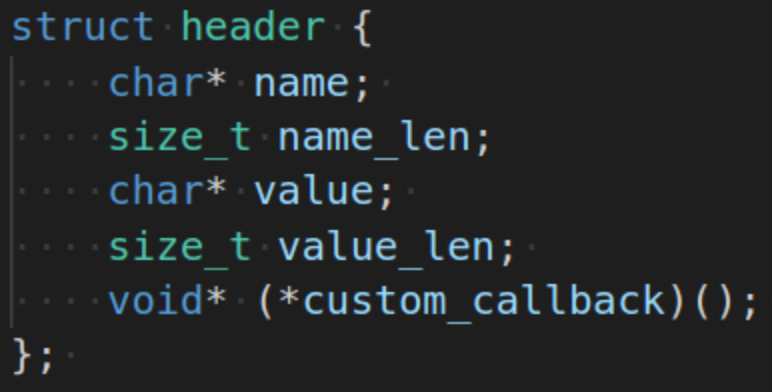 struct header {
    char* name;
    size_t name_len;
    char* value;
    size_t value_len;
    void* (*custom_callback)();
};